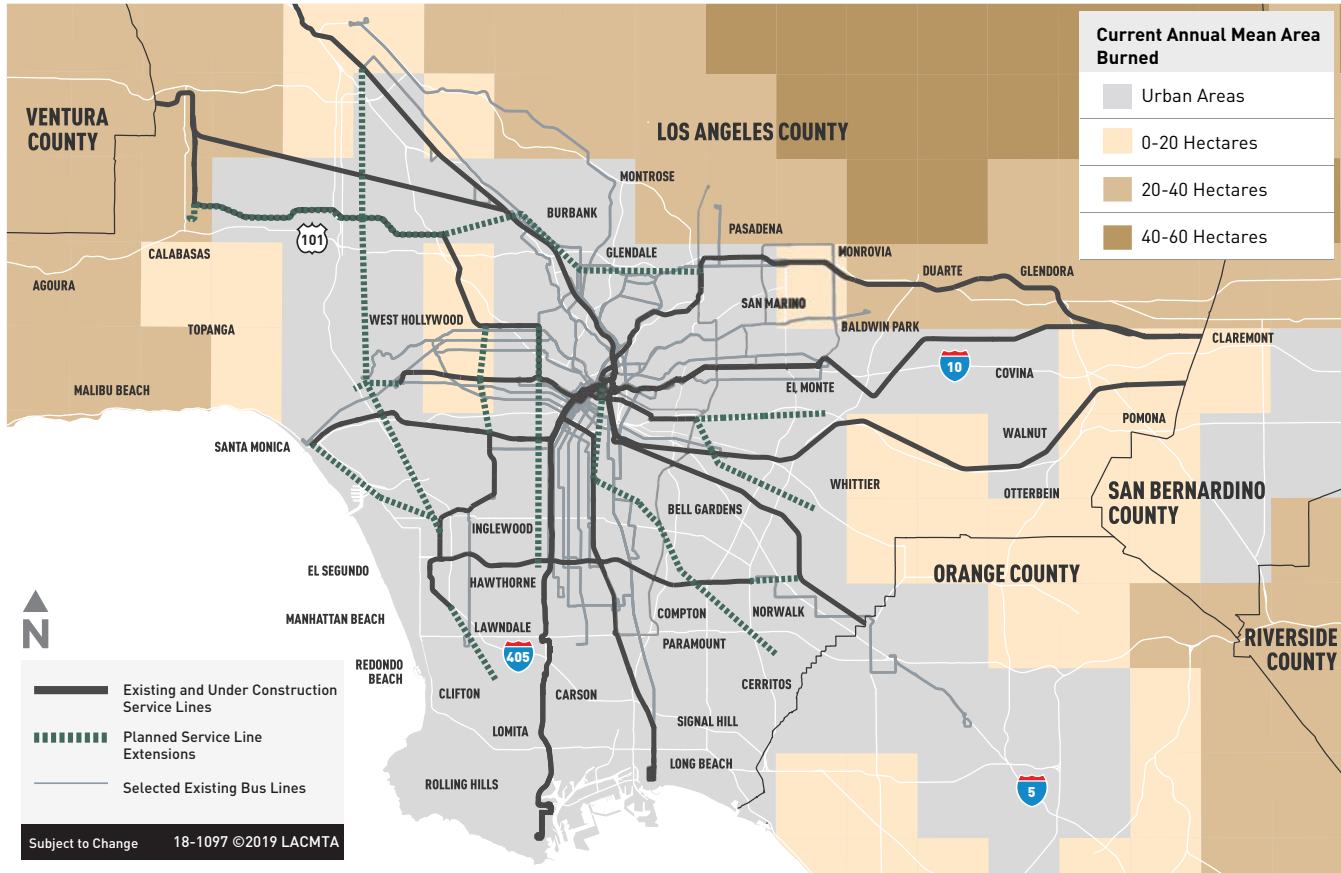 Current Annual Mean Area
Burned
Urban Areas
0-20 Hectares
20-40 Hectares
40-60 Hectares
VENTURA
COUNTY
LOS ANGELES COUNTY
MONTROSE
BURBANK
PASADENA
101
GLENDALE
MONROVIA
CALABASAS
DUARTE
GLENDORA
AGOURA
SAN MARINO
WEST HOLLYWOOD
TOPANGA
BALDWIN PARK
CLAREMONT
10
COVINA
MALIBU BEACH
EL MONTE
POMONA
SANTA MONICA
WALNUT
WHITTIER
OTTERBEIN
SAN BERNARDINO
COUNTY
BELL GARDENS
INGLEWOOD
EL SEGUNDO
HAWTHORNE
ORANGE COUNTY
N
MANHATTAN BEACH
LAWNDALE
COMPTON
NORWALK
PARAMOUNT
RIVERSIDE
COUNTY
405
REDONDO
BEACH
CLIFTON
CARSON
CERRITOS
LOMITA
SIGNAL HILL
LONG BEACH
ROLLING HILLS
5
Existing and Under Construction
Service Lines
Planned Service Line
Extensions
Selected Existing Bus Lines
Subject to Change 18-1097 ©2019 LACMTA